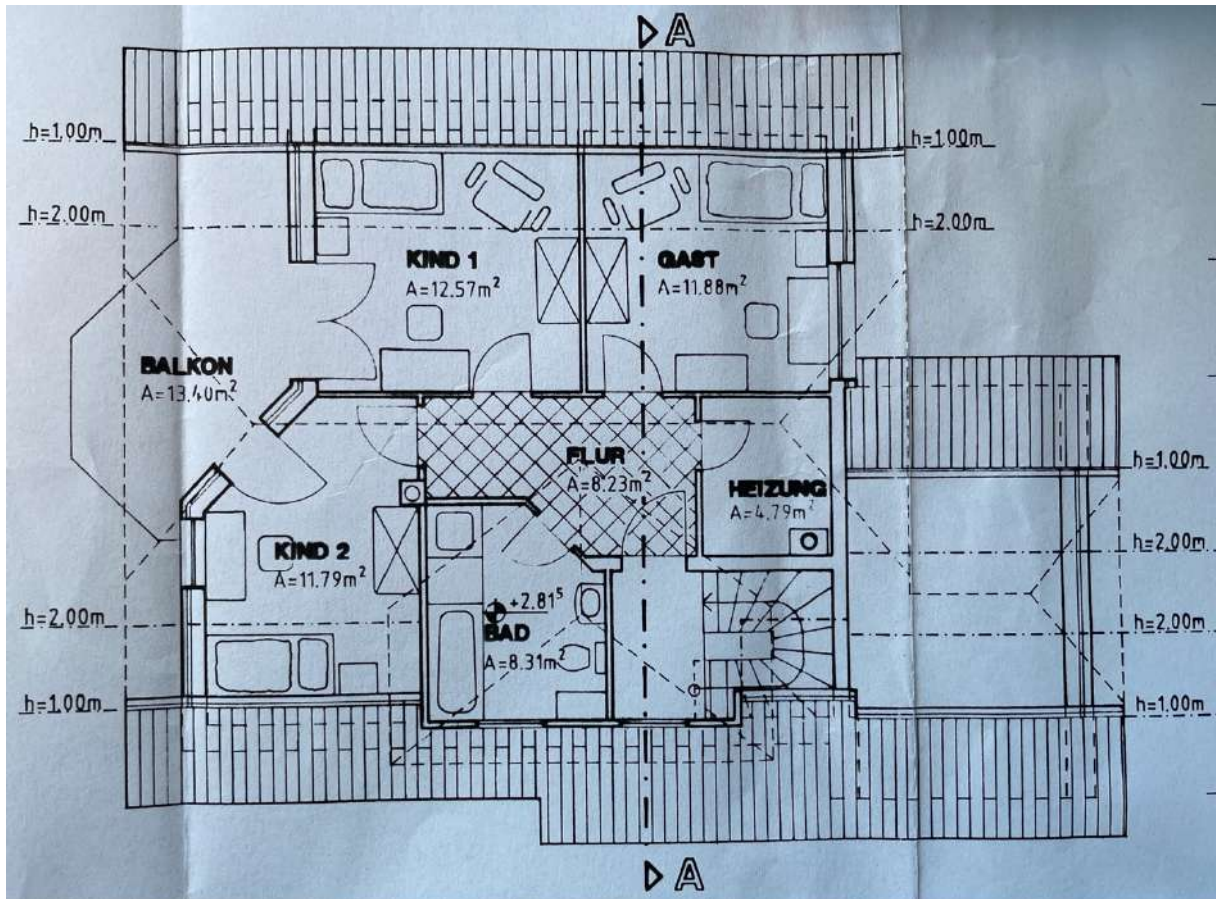 A
h=1.00m
h=1.00m
h=2.00m
h=2.00m
KIND 1
A=12.57m²
GAST
A=11.88m²
BALKON
A=13.40m²
FLUR
A=8.23m²
h=1.00m
HEIZUNG
A=4.79m²
KIND 2
A=11.79m²
h=2.00m
+2.81⁵
BAD
A=8.31m²
h=2.00m
h=2.00m
h=1.00m
h=1.00m
A